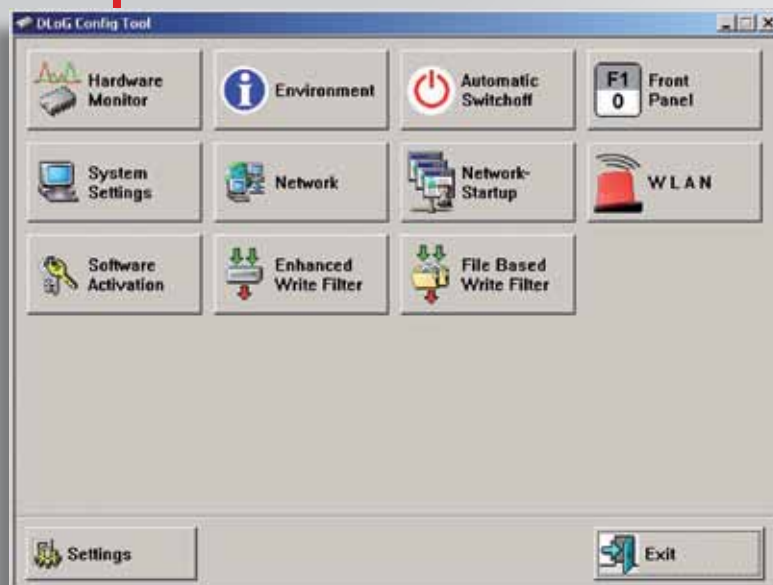 DLoG Config Tool
Hardware
Monitor
Environment
Automatic
Switchoff
F1
0
Front
Panel
System
Settings
Network
Network-
Startup
WLAN
Software
Activation
Enhanced
Write Filter
File Based
Write Filter
Settings
Exit